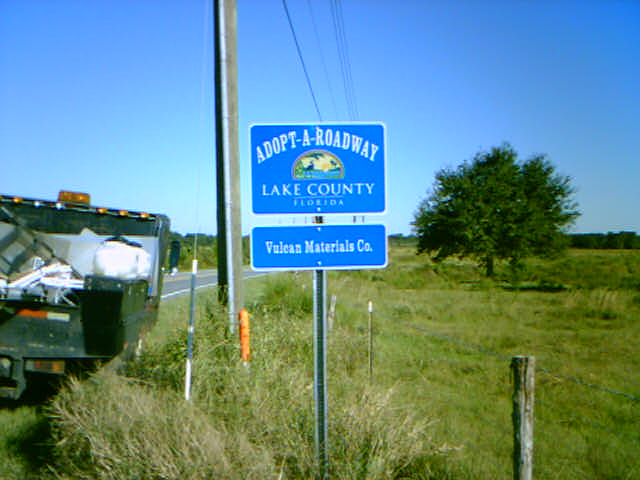 ADOPT-A-ROADWAY
LAKE COUNTY
FLORIDA
Vulcan Materials Co.